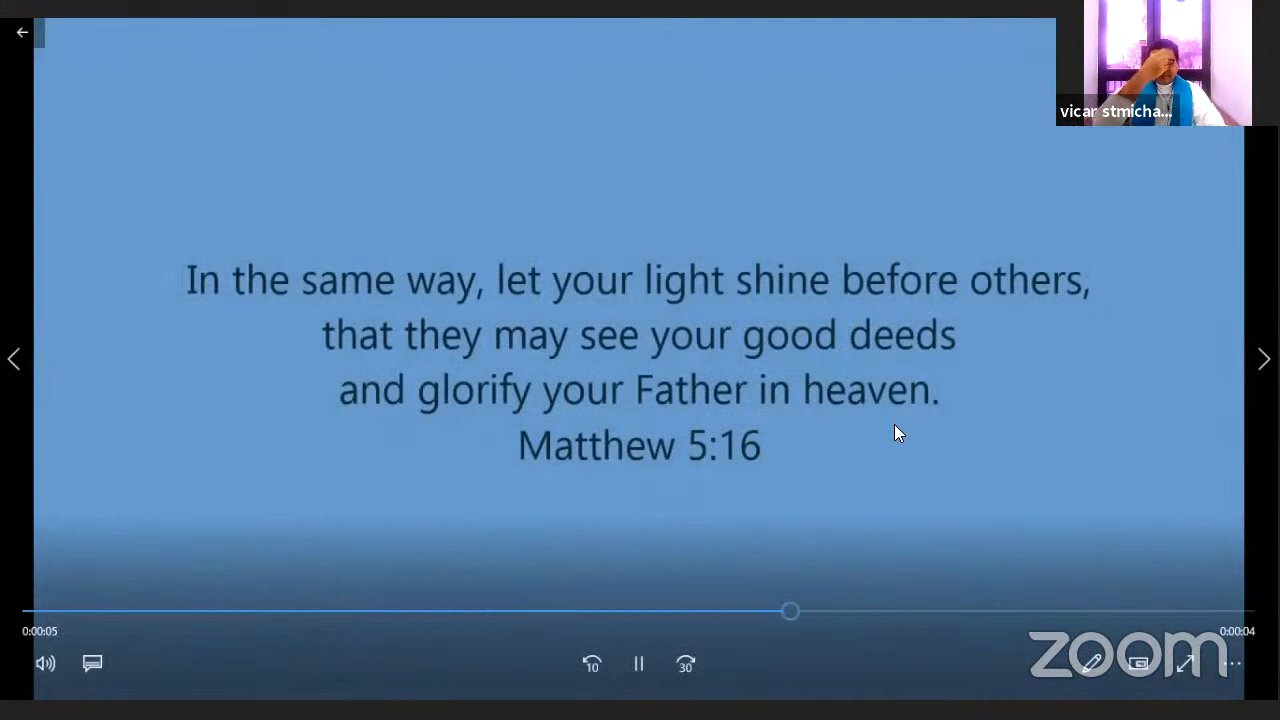 vicar stmicha...
In the same way, let your light shine before others,
that they may see your good deeds
and glorify your Father in heaven.
Matthew 5:16
0:00:05
0:00:04
10
30
zoom